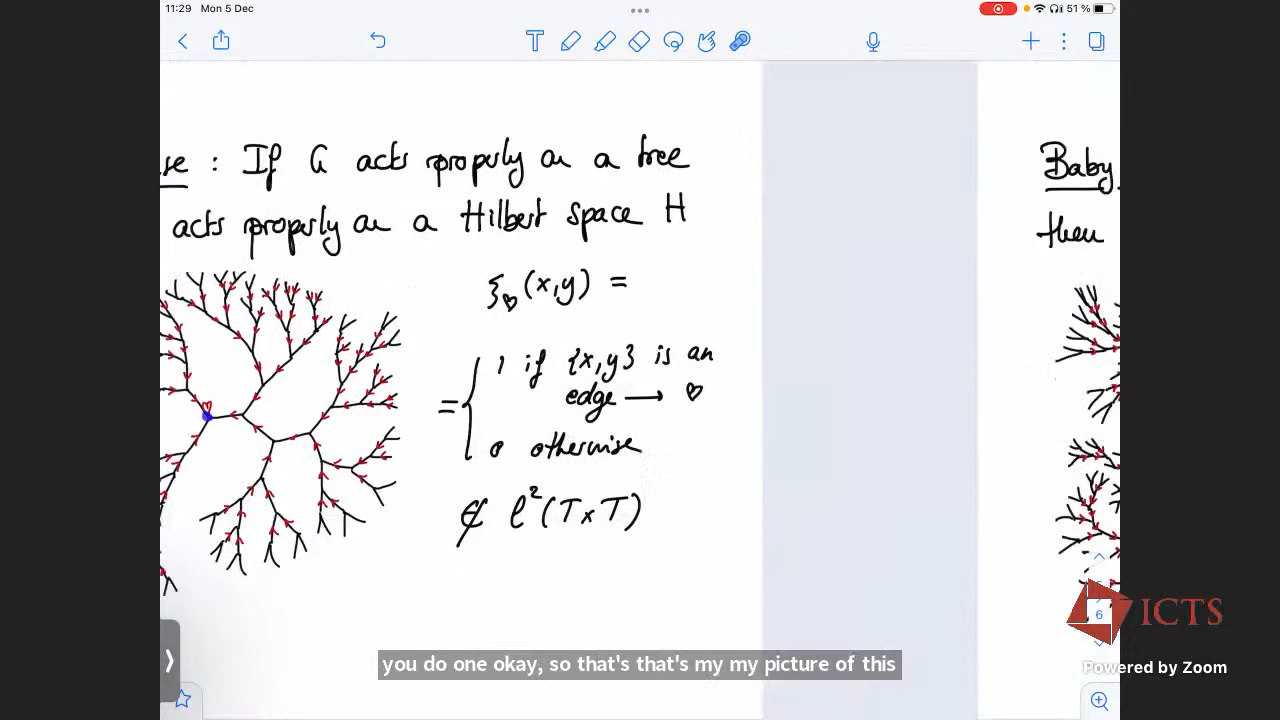 11:29 Mon 5 Dec
51 %
se : If G acts properly on a tree
acts properly on a Hilbert space H
ξ♡(x,y) =
= { 1 if {x,y} is an
edge → ♡
0 otherwise
∉ ℓ²(T×T)
Baby
then
6
ICTS
Powered by Zoom
you do one okay, so that's that's my my picture of this